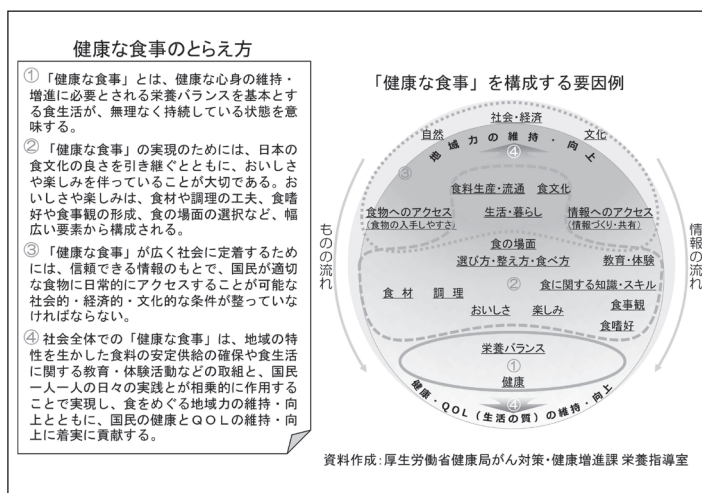 健康な食事のとらえ方
①「健康な食事」とは、健康な心身の維持・
増進に必要とされる栄養バランスを基本とす
る食生活が、無理なく持続している状態を意
味する。
②「健康な食事」の実現のためには、日本の
食文化の良さを引き継ぐとともに、おいしさ
や楽しみを伴っていることが大切である。お
いしさや楽しみは、食材や調理の工夫、食嗜
好や食事観の形成、食の場面の選択など、幅
広い要素から構成される。
③「健康な食事」が広く社会に定着するため
には、信頼できる情報のもとで、国民が適切
な食物に日常的にアクセスすることが可能な
社会的・経済的・文化的な条件が整っていな
ければならない。
④社会全体での「健康な食事」は、地域の特
性を生かした食料の安定供給の確保や食生活
に関する教育・体験活動などの取組と、国民
一人一人の日々の実践とが相乗的に作用する
ことで実現し、食をめぐる地域力の維持・向
上とともに、国民の健康とQOLの維持・向
上に着実に貢献する。
「健康な食事」を構成する要因例
社会・経済
自然
文化
地域力の維持・向上
④
③
食料生産・流通 食文化
食物へのアクセス
(食物の入手しやすさ)
生活・暮らし
情報へのアクセス
(情報づくり・共有)
食の場面
選び方・整え方・食べ方
教育・体験
②
食に関する知識・スキル
食材 調理
おいしさ 楽しみ
食事観
食嗜好
栄養バランス
①
健康
④
健康・QOL(生活の質)の維持・向上
ものの流れ
情報の流れ
資料作成:厚生労働省健康局がん対策・健康増進課 栄養指導室